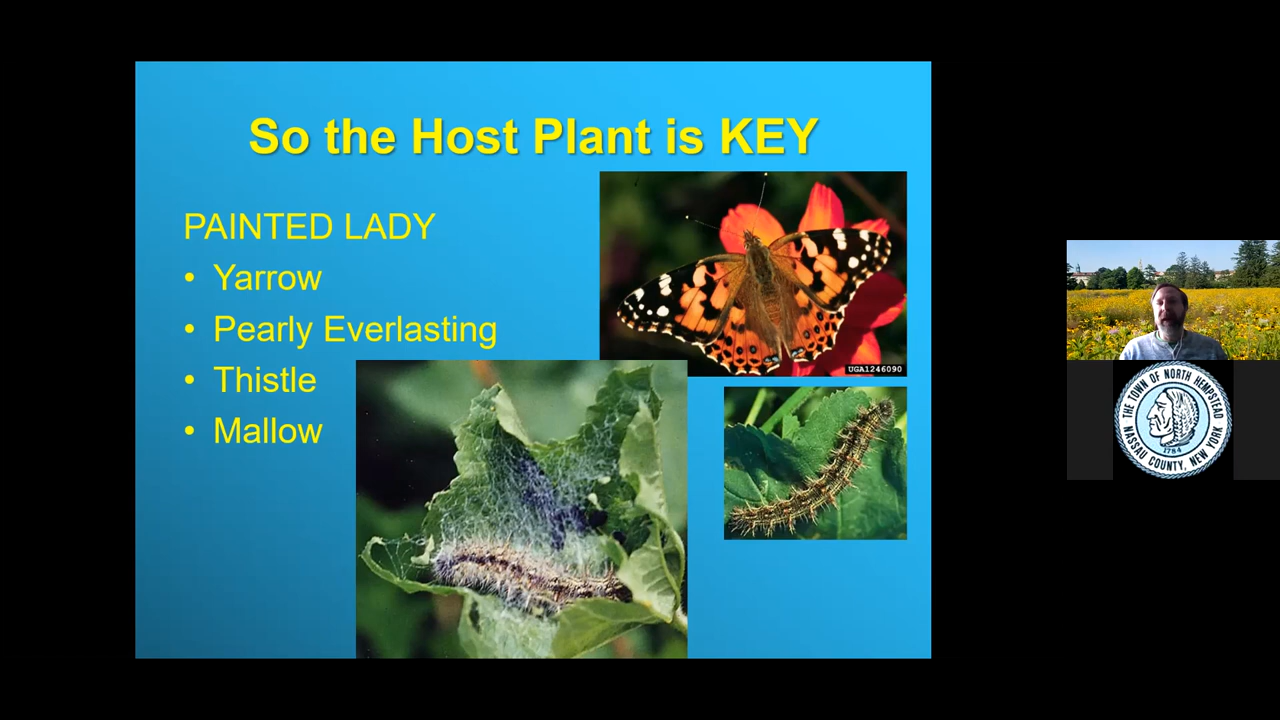 So the Host Plant is KEY
PAINTED LADY
• Yarrow
• Pearly Everlasting
• Thistle
• Mallow
UGA1246090
THE TOWN OF NORTH HEMPSTEAD
1784
NASSAU COUNTY, NEW YORK